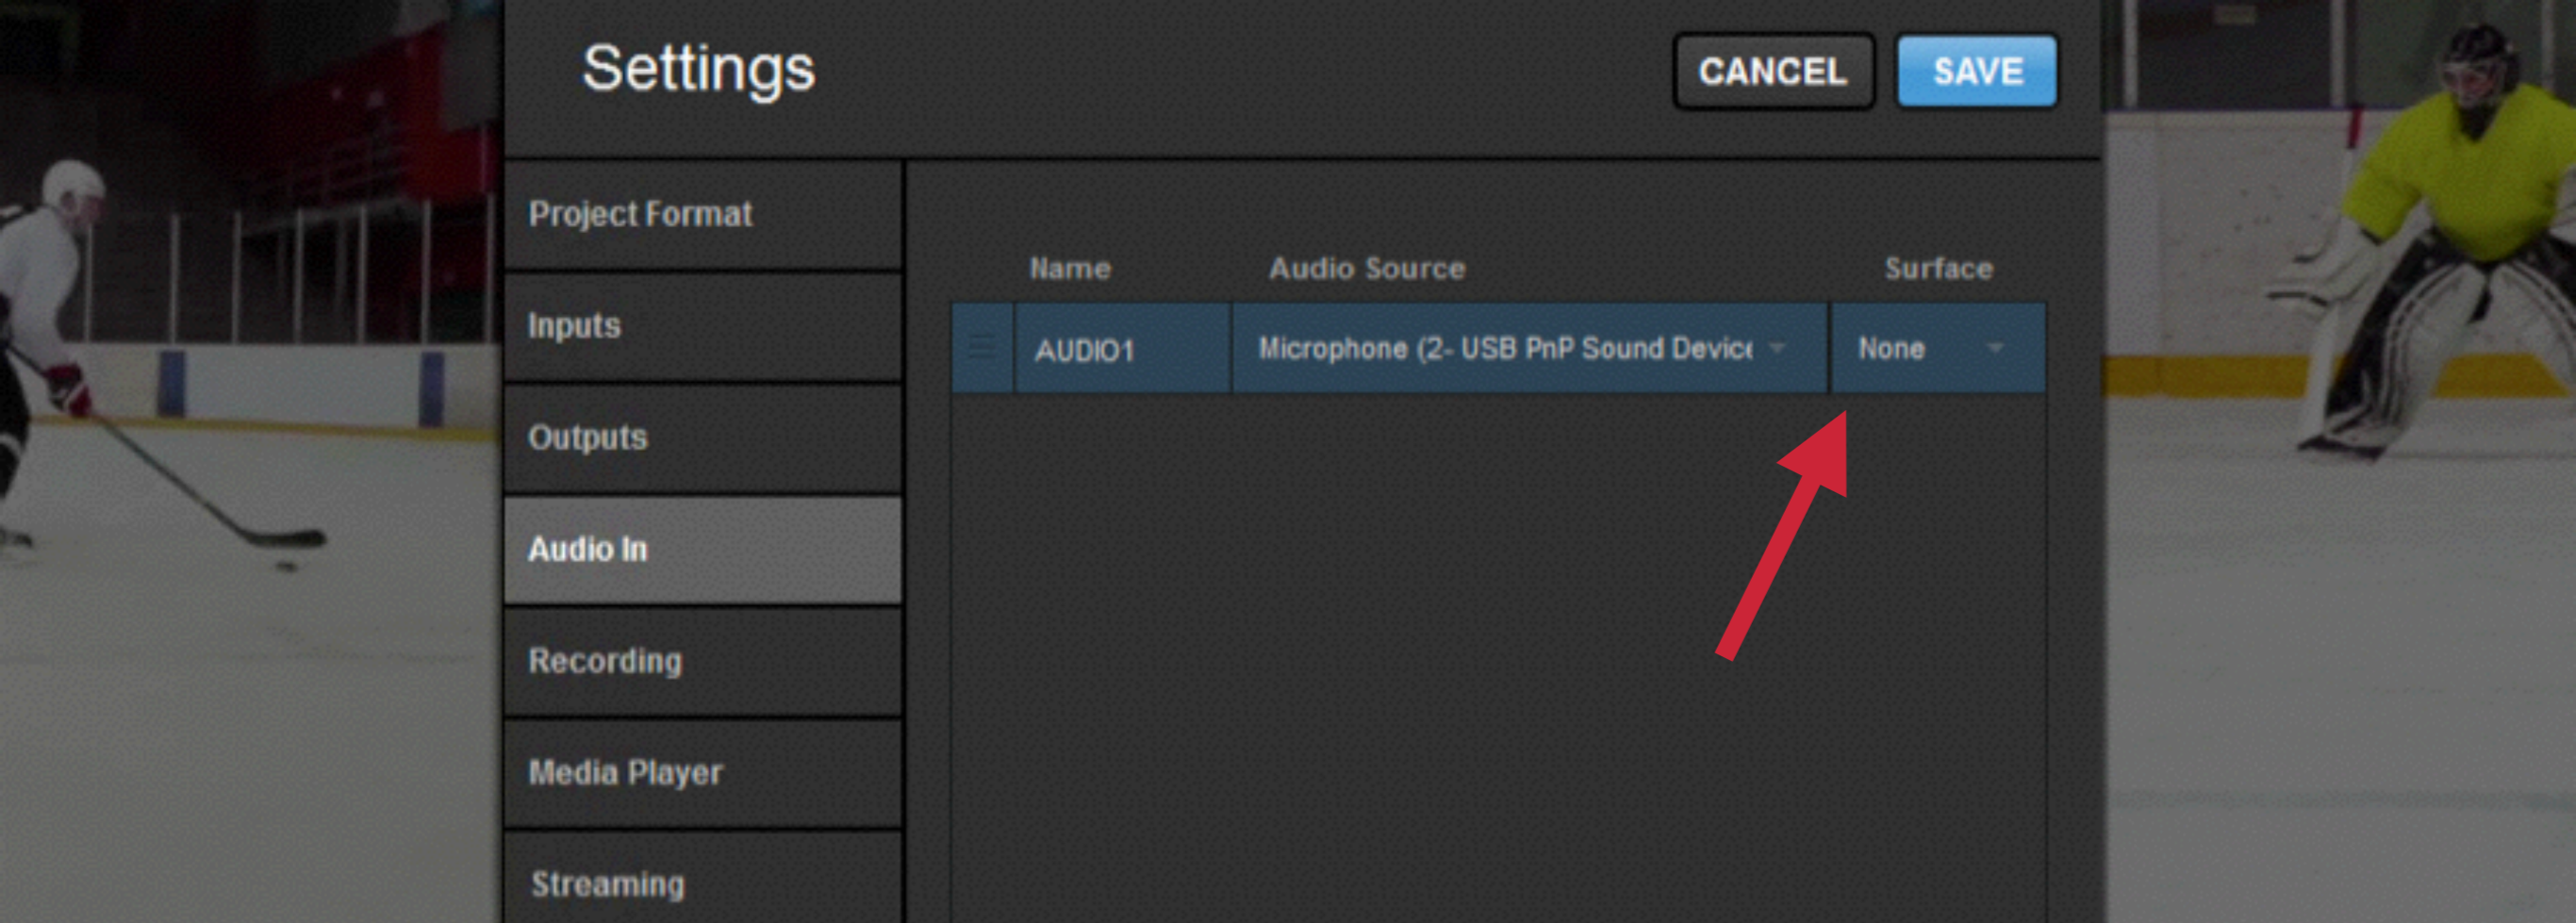 Settings
CANCEL
SAVE
Project Format
Inputs
Outputs
Audio In
Recording
Media Player
Streaming
Name Audio Source Surface
AUDIO1 Microphone (2- USB PnP Sound Device None